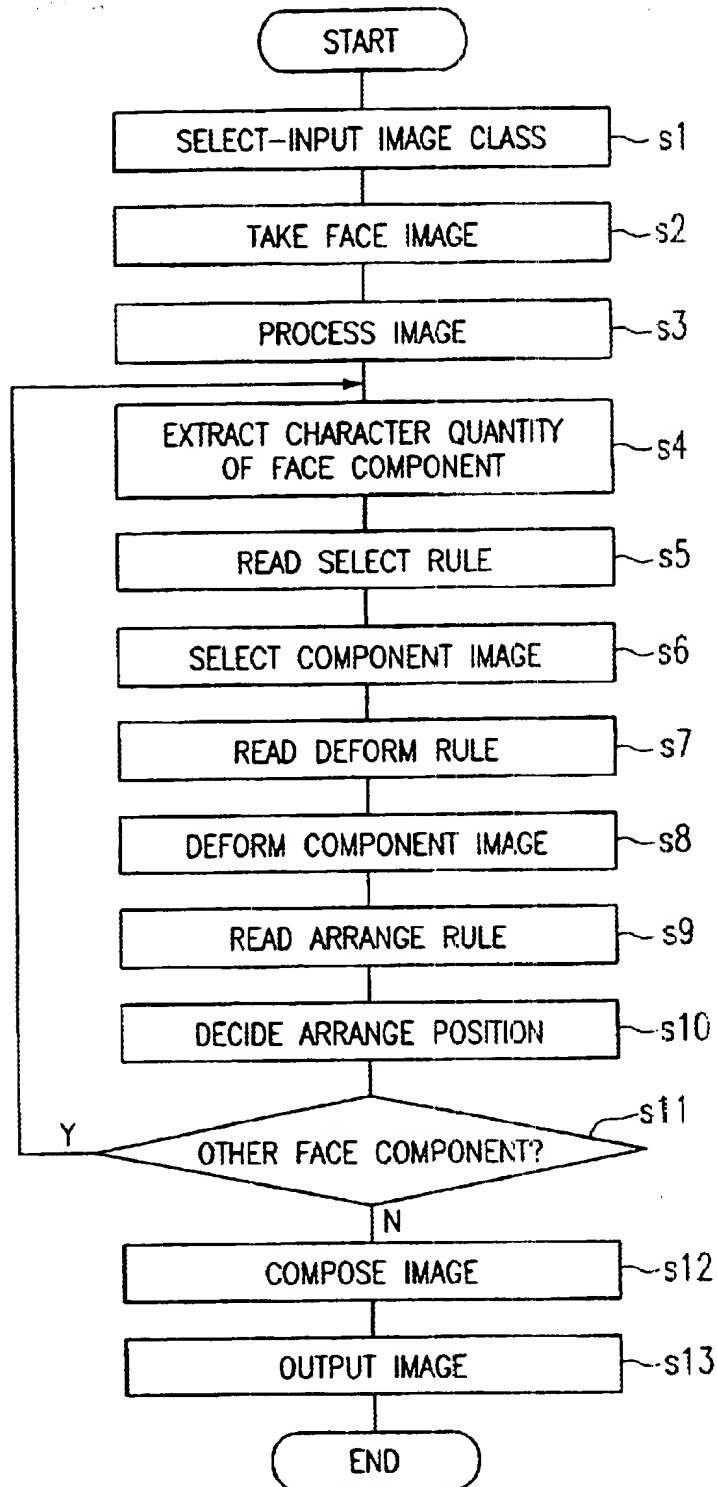 START
SELECT-INPUT IMAGE CLASS s1
TAKE FACE IMAGE s2
PROCESS IMAGE s3
EXTRACT CHARACTER QUANTITY
OF FACE COMPONENT s4
READ SELECT RULE s5
SELECT COMPONENT IMAGE s6
READ DEFORM RULE s7
DEFORM COMPONENT IMAGE s8
READ ARRANGE RULE s9
DECIDE ARRANGE POSITION s10
s11
Y
OTHER FACE COMPONENT?
N
COMPOSE IMAGE s12
OUTPUT IMAGE s13
END